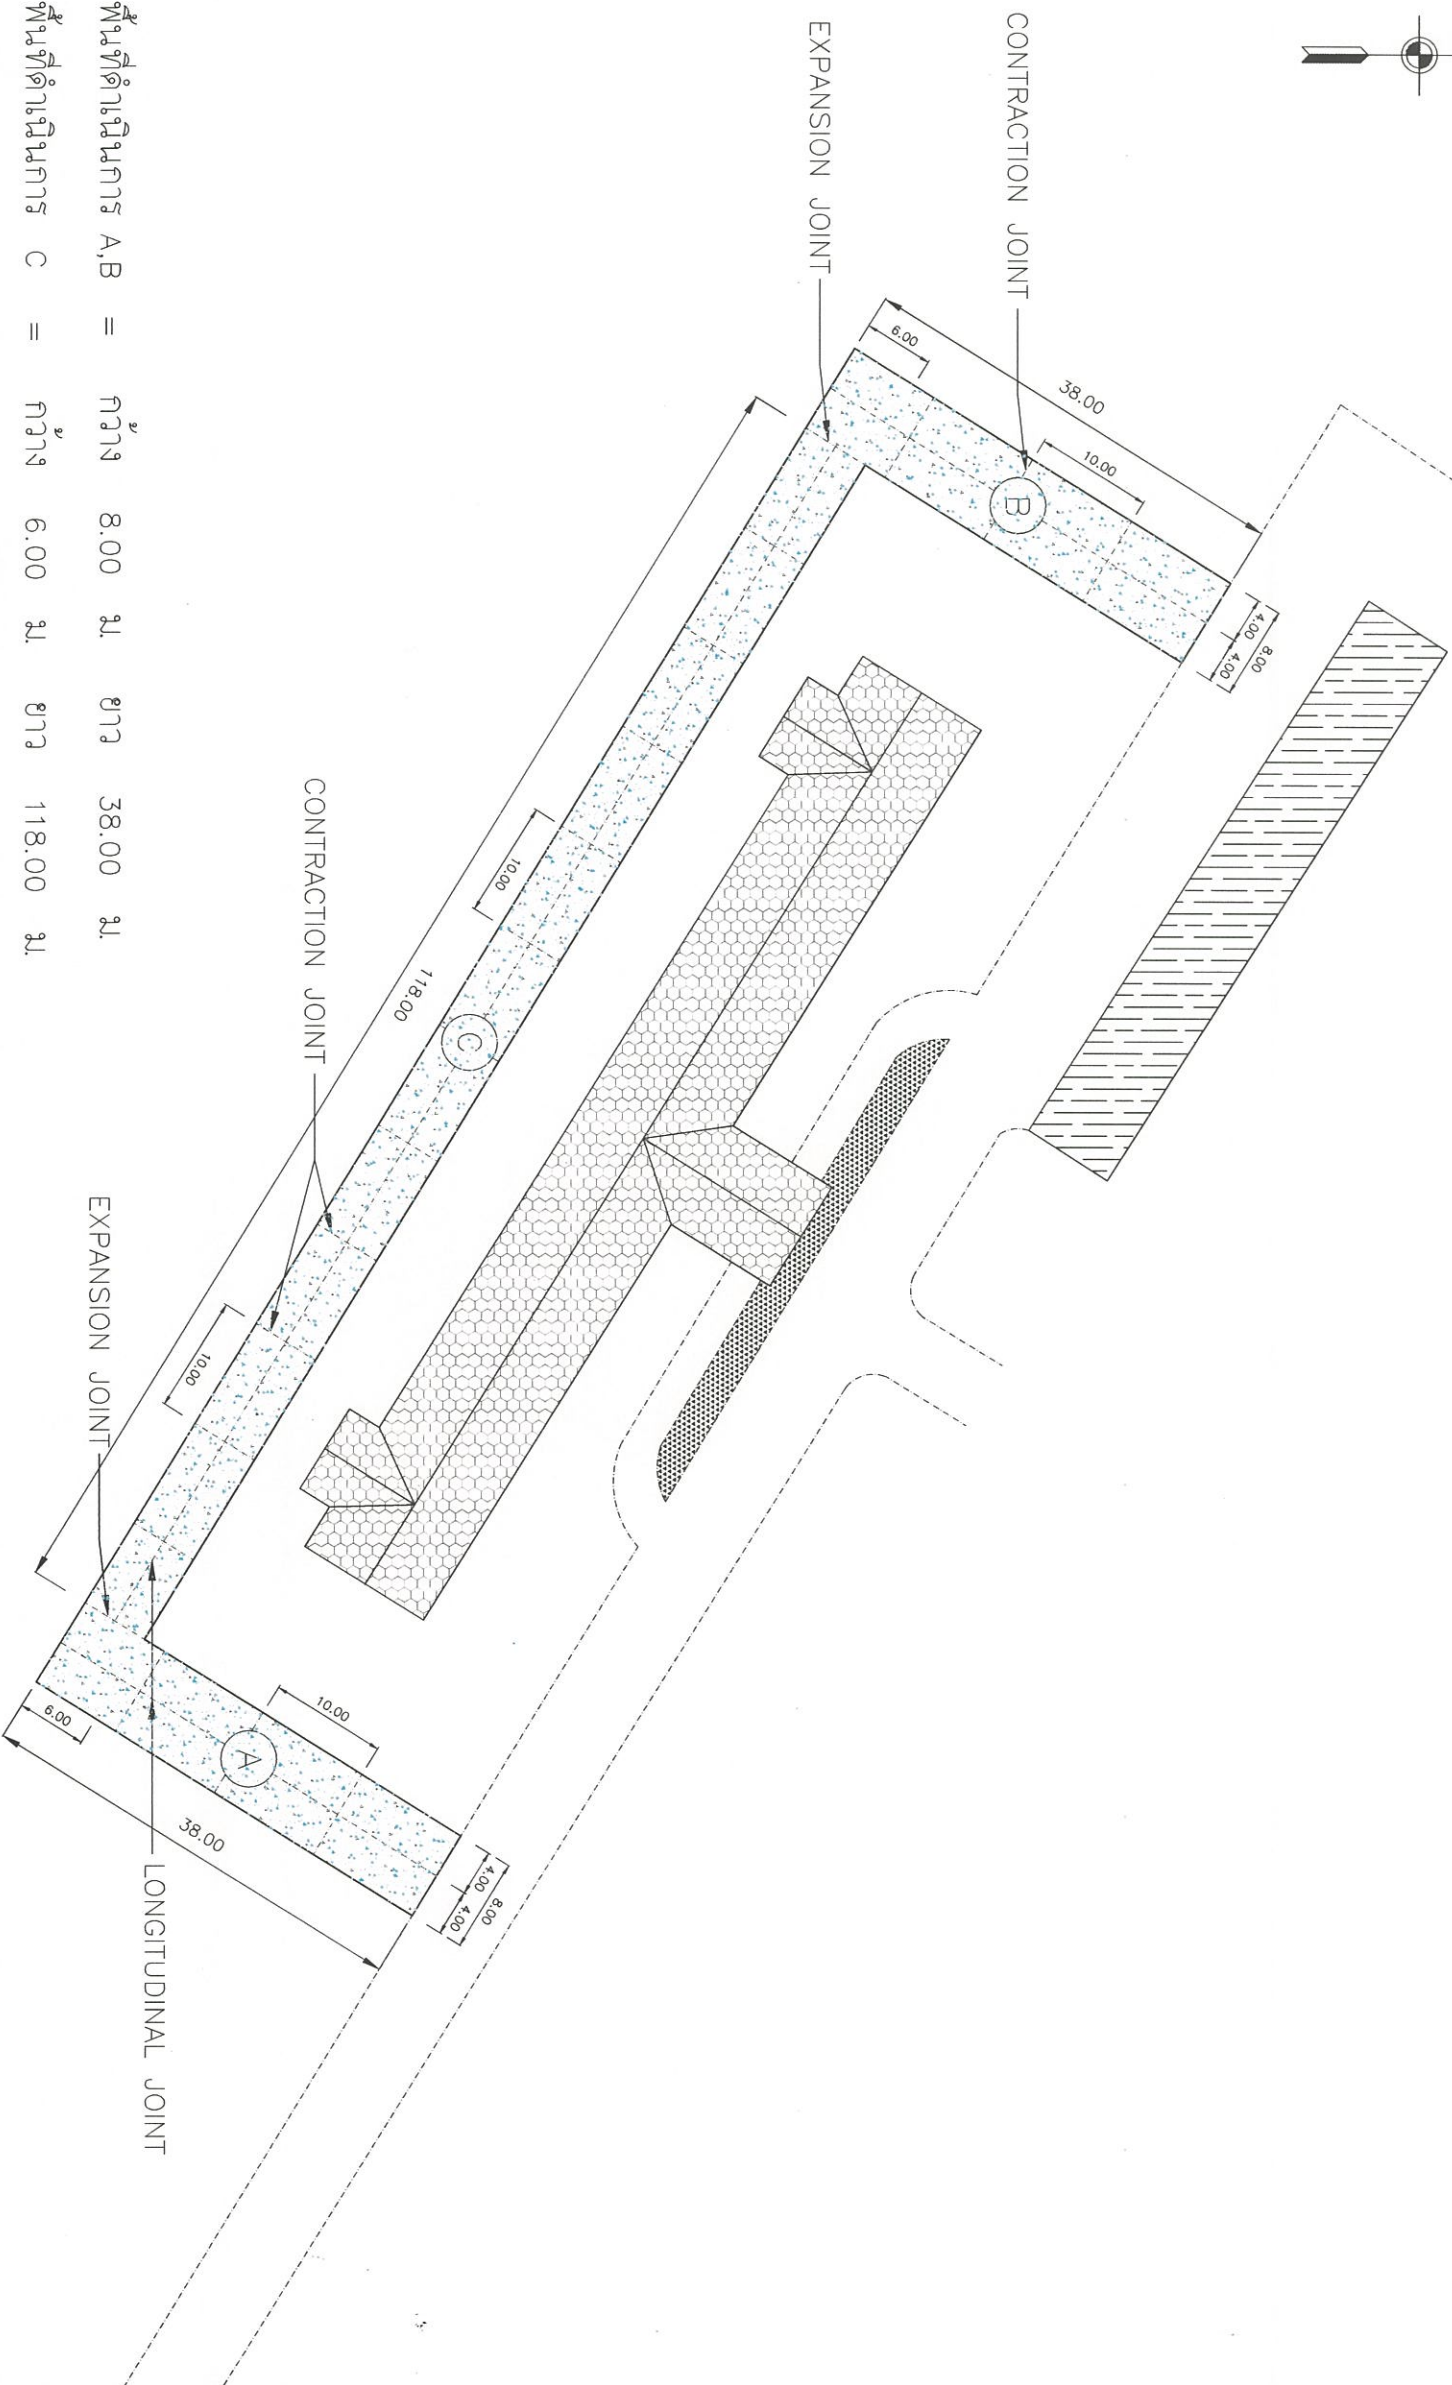 CONTRACTION JOINT
EXPANSION JOINT
38.00
6.00
10.00
B
4.00
4.00
8.00
118.00
10.00
C
CONTRACTION JOINT
10.00
EXPANSION JOINT
LONGITUDINAL JOINT
6.00
10.00
A
38.00
4.00
4.00
8.00
พื้นที่ดำเนินการ A,B = กว้าง 8.00 ม. ยาว 38.00 ม.
พื้นที่ดำเนินการ C = กว้าง 6.00 ม. ยาว 118.00 ม.